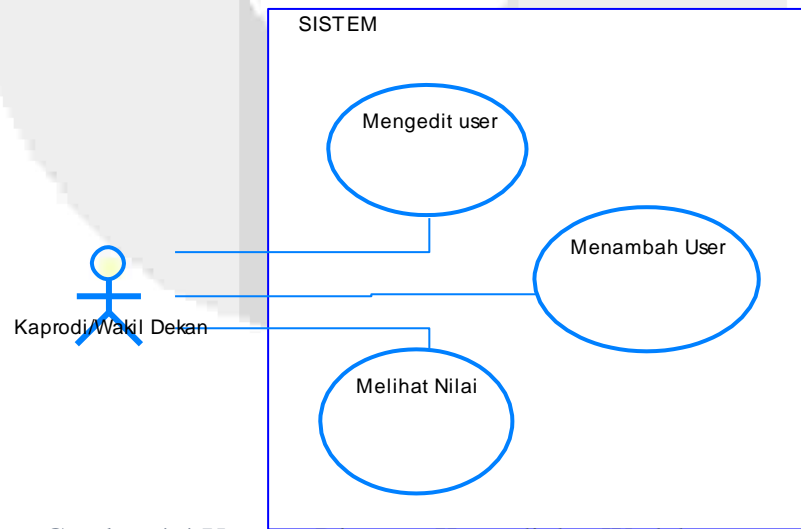 SISTEM
Mengedit user
Menambah User
Kaprodi/Wakil Dekan
Melihat Nilai